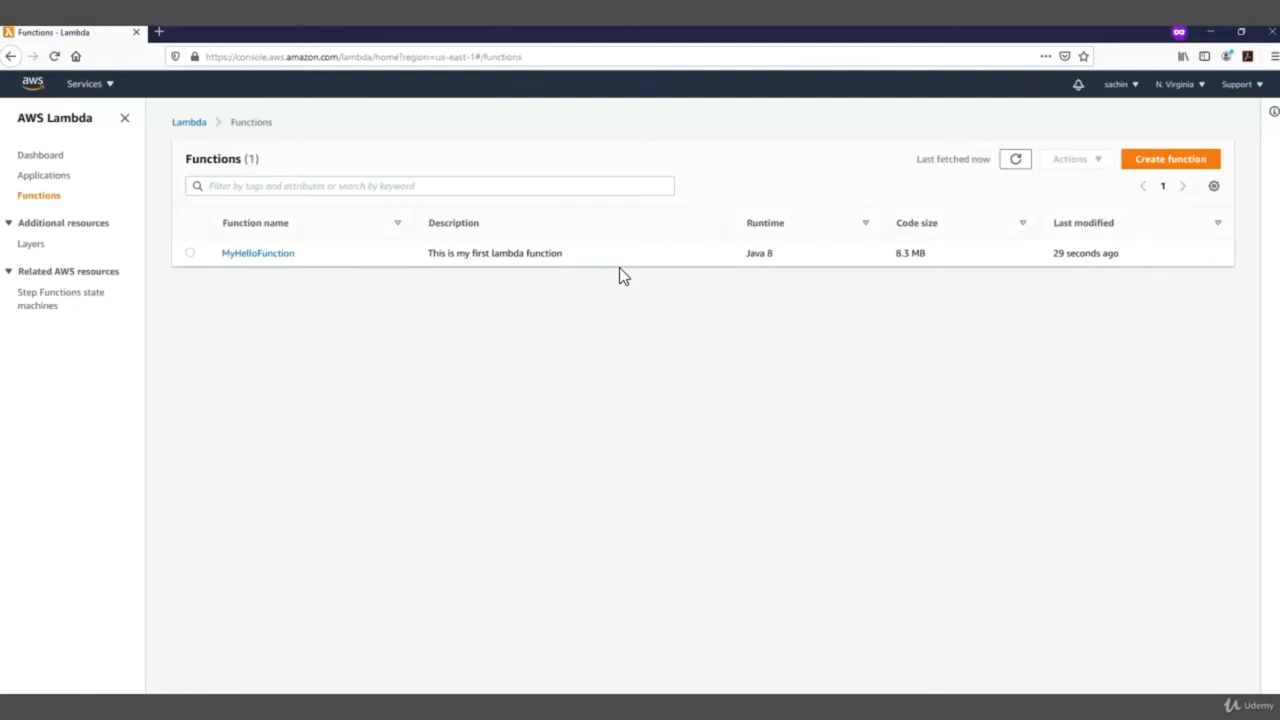 Functions - Lambda
https://console.aws.amazon.com/lambda/home?region=us-east-1#/functions
aws Services sachin N. Virginia Support
AWS Lambda
Dashboard
Applications
Functions
Additional resources
Layers
Related AWS resources
Step Functions state
machines
Lambda > Functions
Functions (1) Last fetched now Actions Create function
Filter by tags and attributes or search by keyword 1
Function name Description Runtime Code size Last modified
MyHelloFunction This is my first lambda function Java 8 8.3 MB 29 seconds ago
Udemy